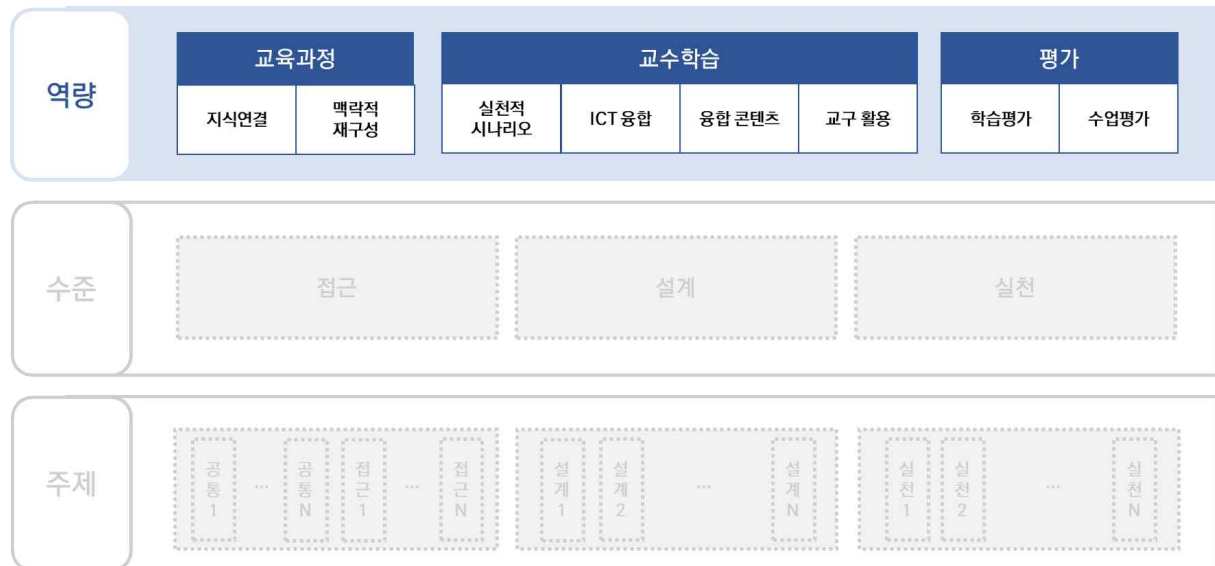 역량
교육과정
교수학습
평가
지식연결
맥락적
재구성
실천적
시나리오
ICT 융합
융합 콘텐츠
교구 활용
학습평가
수업평가
수준
접근
설계
실천
주제
공통1
...
공통N
접근1
...
접근N
설계1
설계2
...
설계N
실천1
실천2
...
실천N